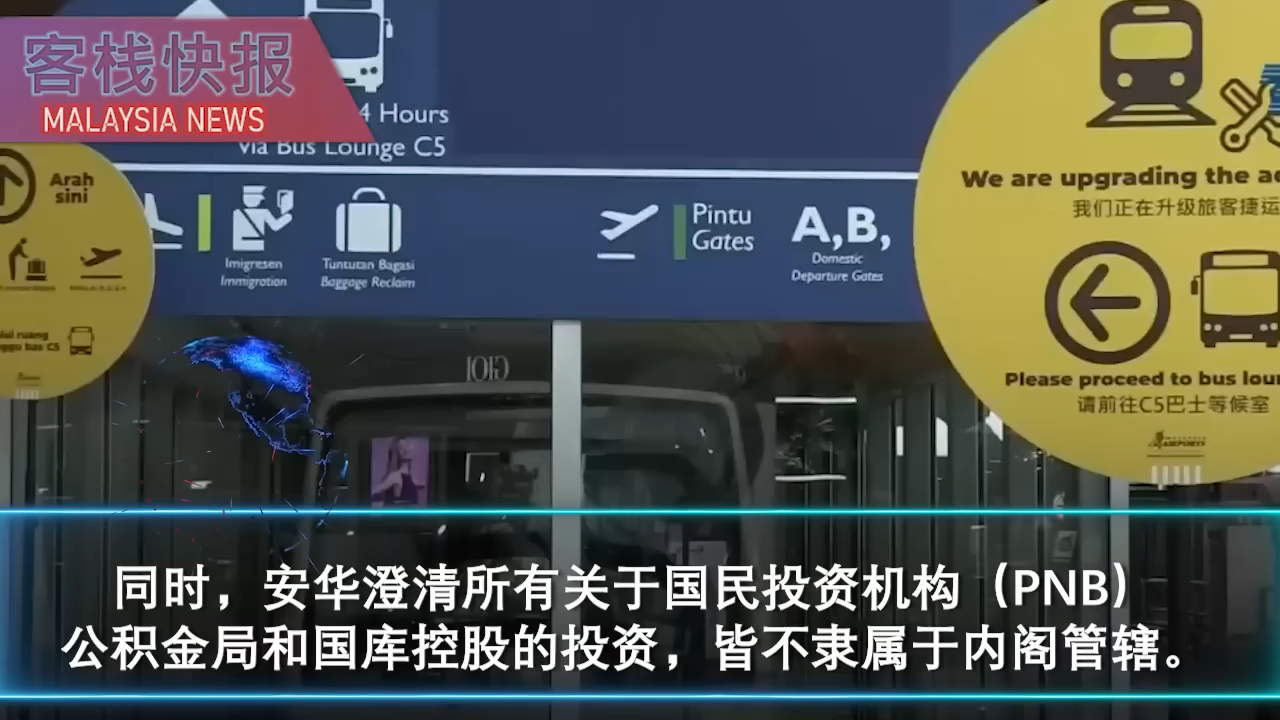 客栈快报
MALAYSIA NEWS
4 Hours
via Bus Lounge C5
Arah
sini
Imigresen
Immigration
Tuntutan Bagasi
Baggage Reclaim
Pintu
Gates
A,B,
Domestic
Departure Gates
We are upgrading the
我们正在升级旅客捷运
Please proceed to bus
请前往C5巴士等候室
AIRPORTS
ruang
bas C5
同时，安华澄清所有关于国民投资机构（PNB）
公积金局和国库控股的投资，皆不隶属于内阁管辖。